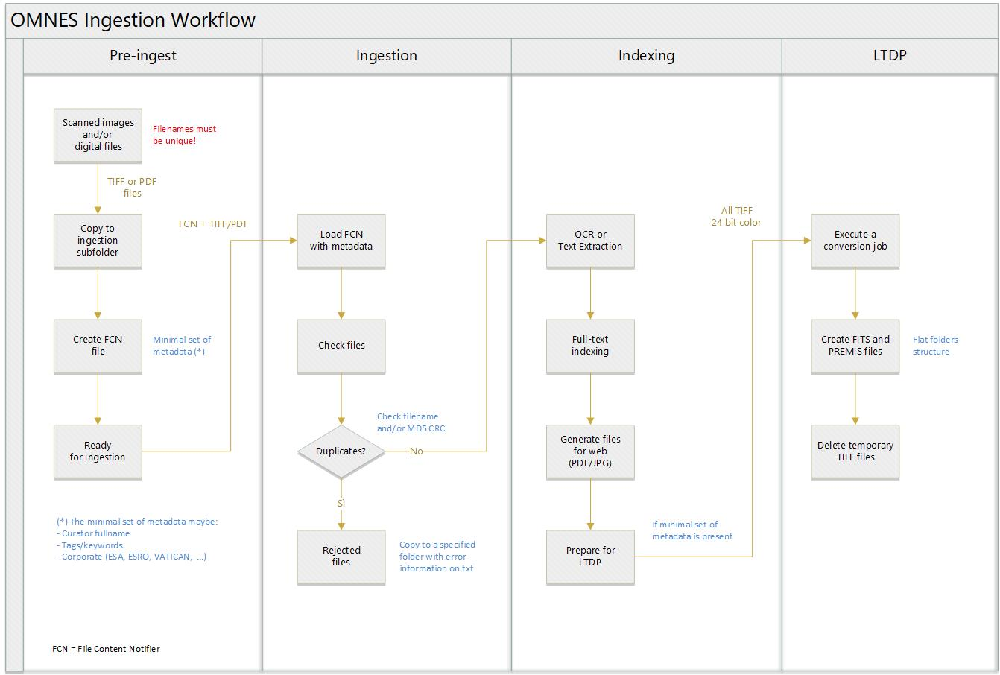 OMNES Ingestion Workflow
Pre-ingest
Ingestion
Indexing
LTDP
Scanned images
and/or
digital files
Filenames must
be unique!
TIFF or PDF
files
Copy to
ingestion
subfolder
Create FCN
file
Minimal set of
metadata (*)
Ready
for Ingestion
(*) The minimal set of metadata maybe:
- Curator fullname
- Tags/keywords
- Corporate (ESA, ESRO, VATICAN, ...)
FCN = File Content Notifier
FCN + TIFF/PDF
Load FCN
with metadata
Check files
Check filename
and/or MD5 CRC
Duplicates?
No
Sì
Rejected
files
Copy to a specified
folder with error
information on txt
OCR or
Text Extraction
Full-text
indexing
Generate files
for web
(PDF/JPG)
Prepare for
LTDP
If minimal set of
metadata is present
All TIFF
24 bit color
Execute a
conversion job
Create FITS and
PREMIS files
Flat folders
structure
Delete temporary
TIFF files